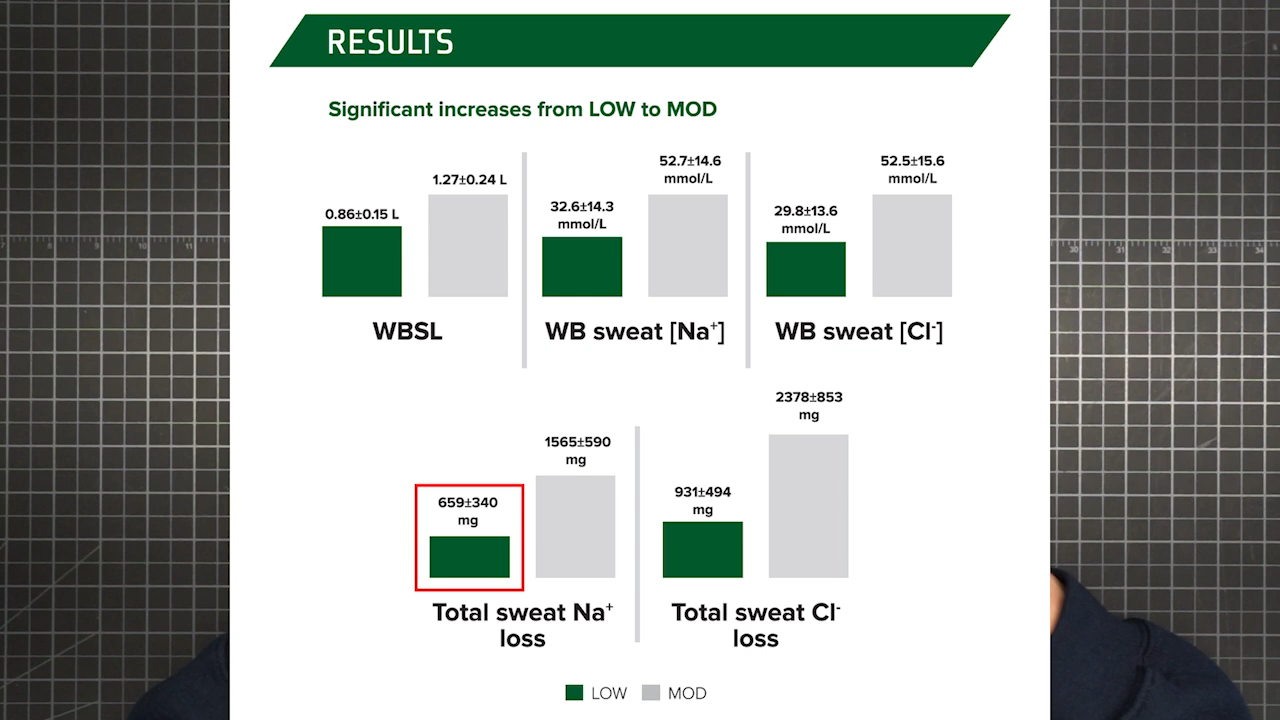 RESULTS
Significant increases from LOW to MOD
0.86±0.15 L
1.27±0.24 L
WBSL
32.6±14.3
mmol/L
52.7±14.6
mmol/L
WB sweat [Na⁺]
29.8±13.6
mmol/L
52.5±15.6
mmol/L
WB sweat [Cl⁻]
659±340
mg
1565±590
mg
Total sweat Na⁺
loss
931±494
mg
2378±853
mg
Total sweat Cl⁻
loss
LOW
MOD